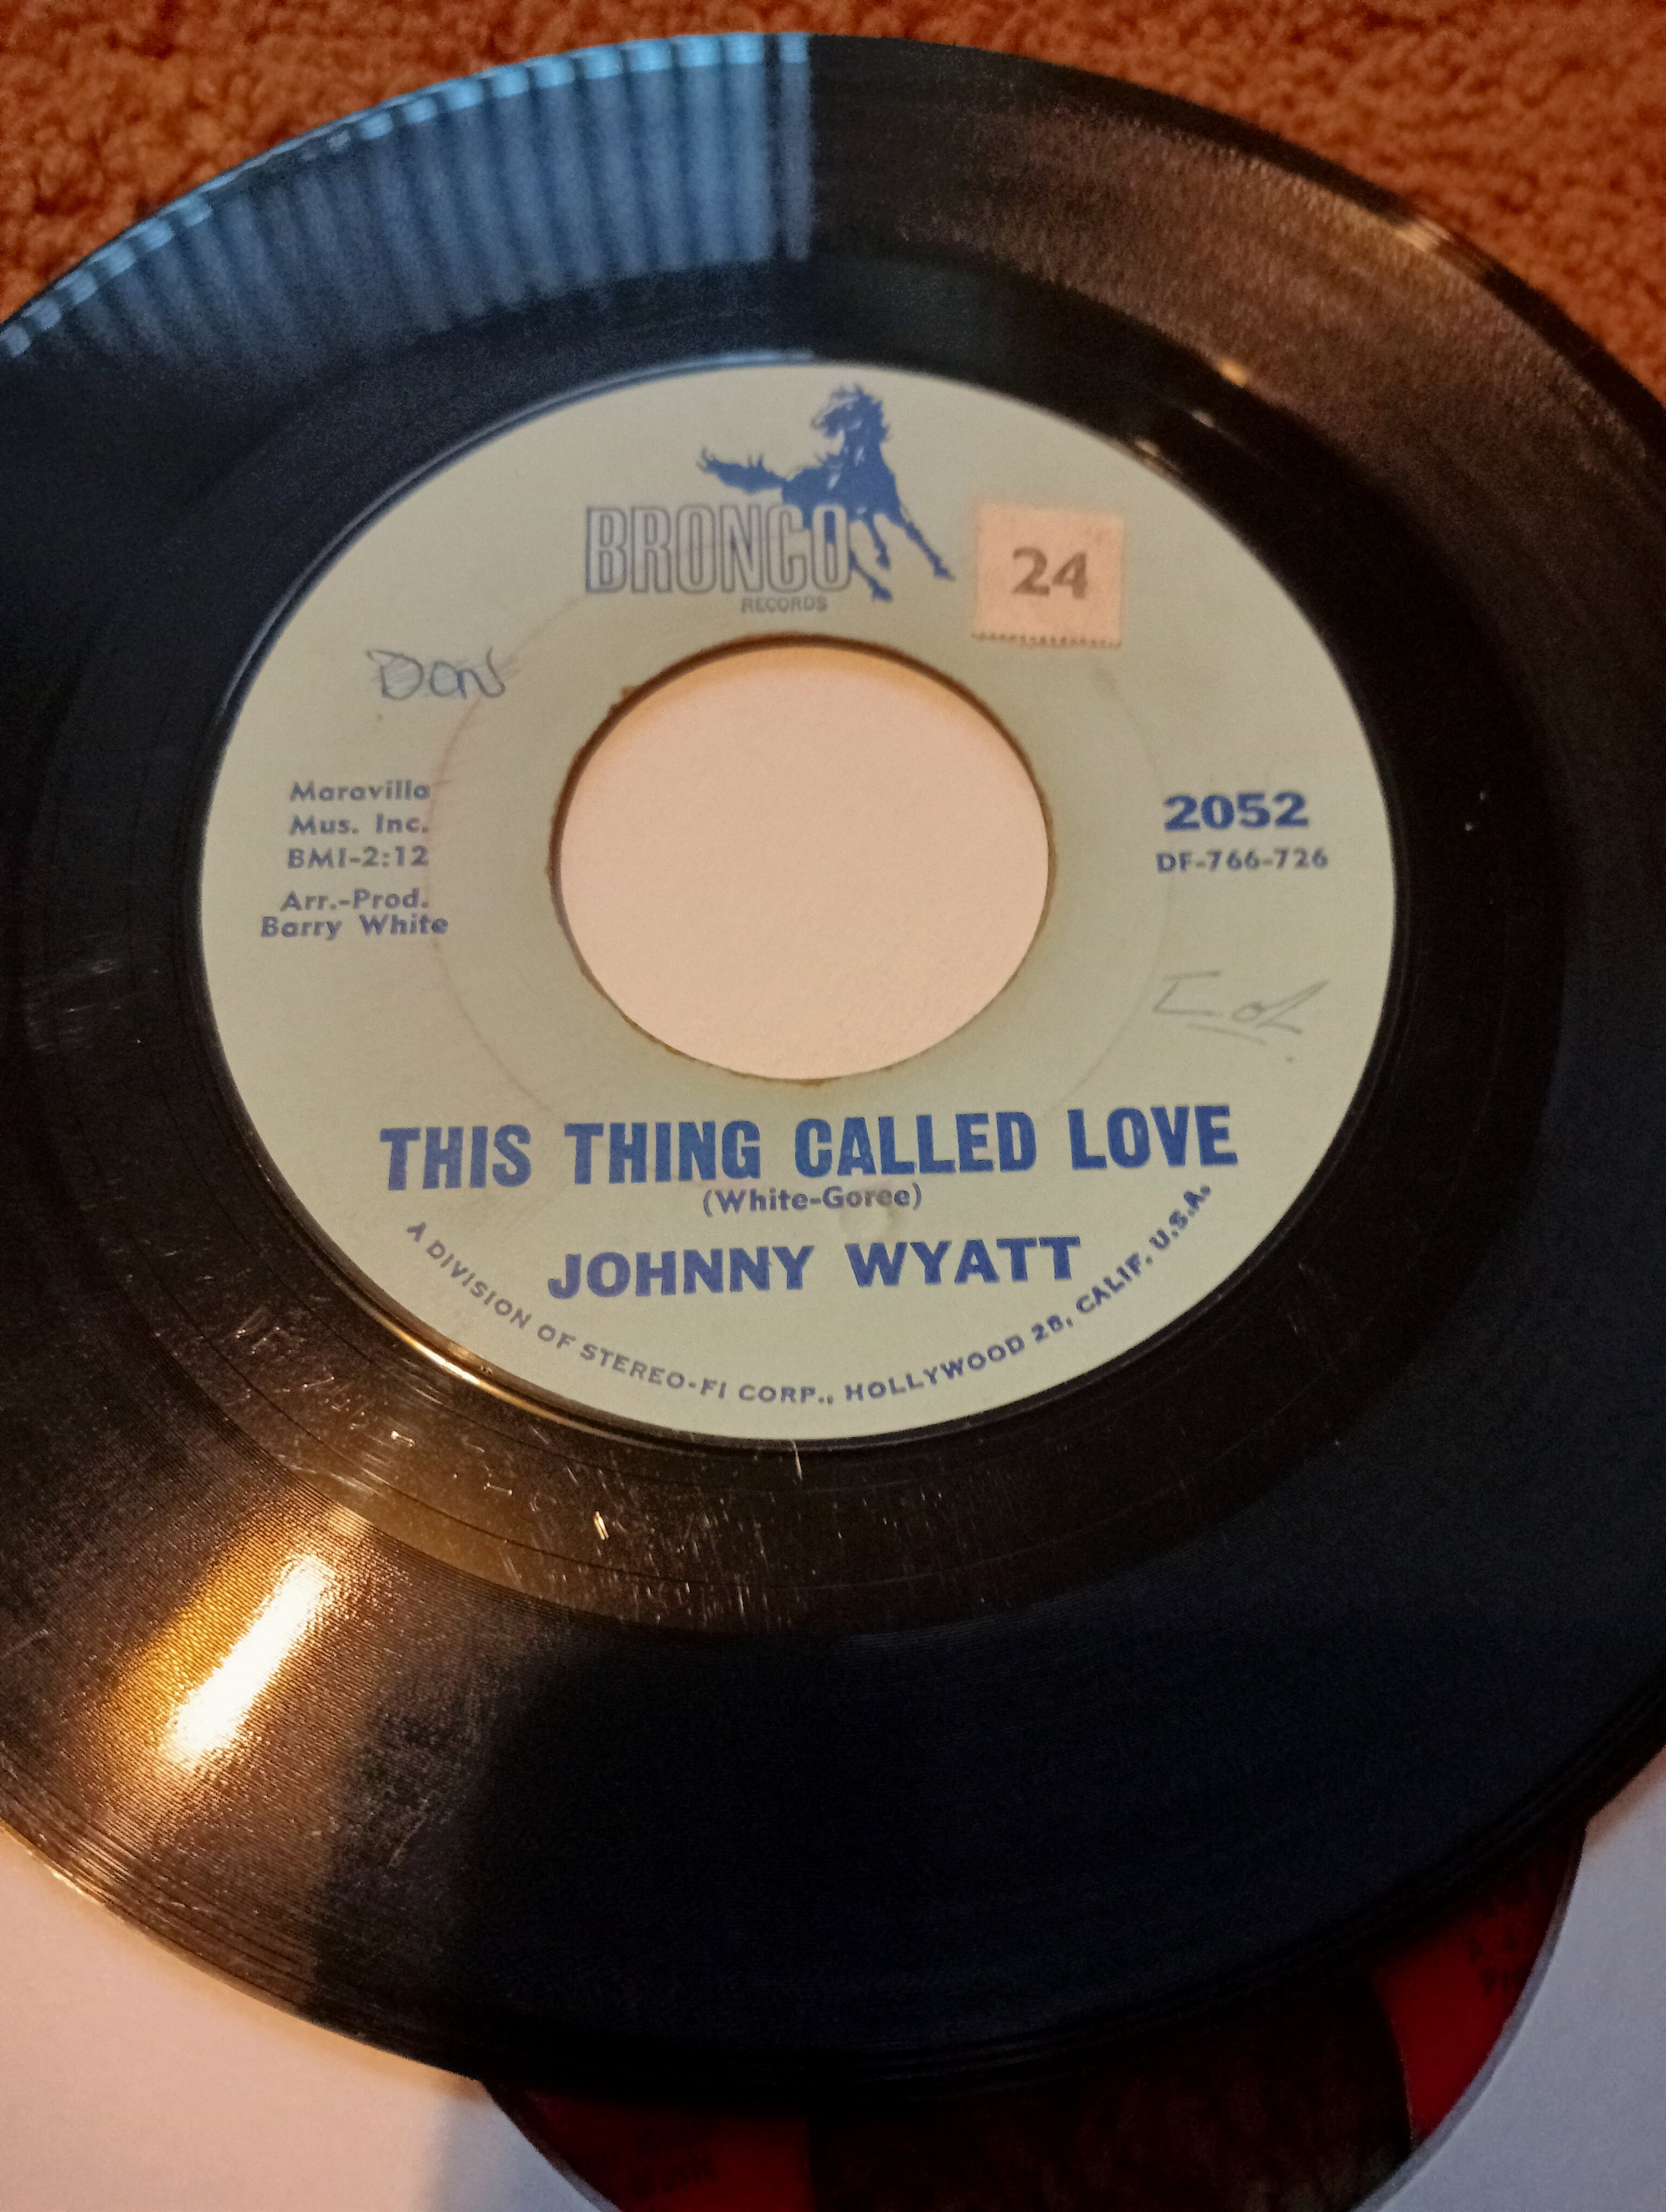 BRONCO
RECORDS
24
Don
Maravilla
Mus. Inc.
BMI-2:12
Arr.-Prod.
Barry White
2052
DF-766-726
THIS THING CALLED LOVE
(White-Goree)
JOHNNY WYATT
A DIVISION OF STEREO-FI CORP., HOLLYWOOD 28, CALIF. U.S.A.